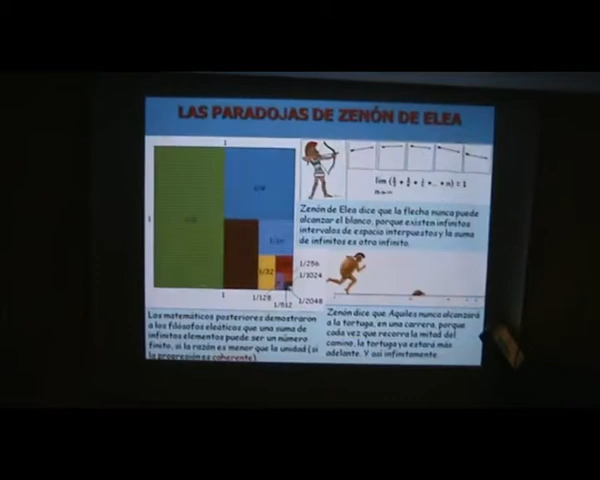 LAS PARADOJAS DE ZENÓN DE ELEA
1
1
1/32
1/256
1/1024
1/128
1/512
1/2048
1
Zenón de Elea dice que la flecha nunca puede
alcanzar el blanco, porque existen infinitos
intervalos de espacio interpuestos y la suma
de infinitos es otro infinito.
Los matemáticos posteriores demostraron
a los filósofos eleáticos que una suma de
infinitos elementos puede ser un número
finito, si la razón es menor que la unidad (si
la progresión es coherente)
Zenón dice que Aquiles nunca alcanzará
a la tortuga, en una carrera, porque
cada vez que recorra la mitad del
camino, la tortuga ya estará más
adelante. Y así infinitamente.